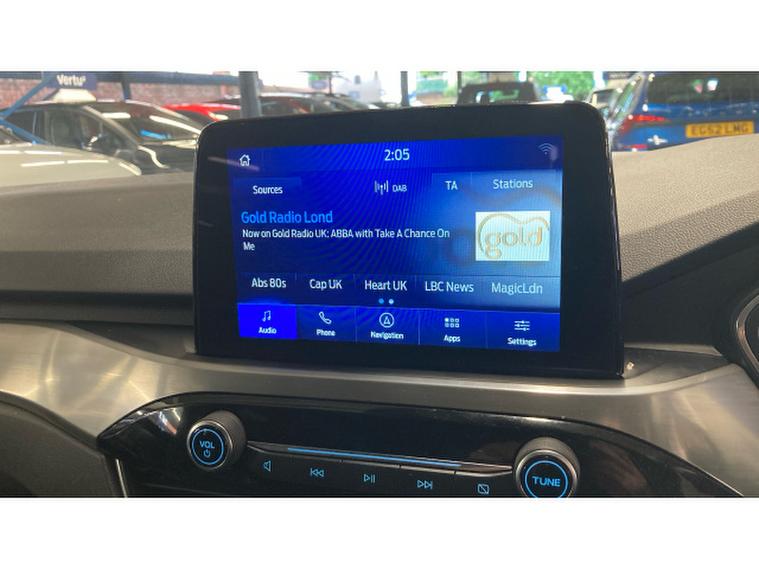 Vertu
EG52 LMG
2:05
Sources
DAB
TA
Stations
Gold Radio Lond
Now on Gold Radio UK: ABBA with Take A Chance On
Me
gold
Abs 80s
Cap UK
Heart UK
LBC News
MagicLdn
Audio
Phone
Navigation
Apps
Settings
VOL
TUNE